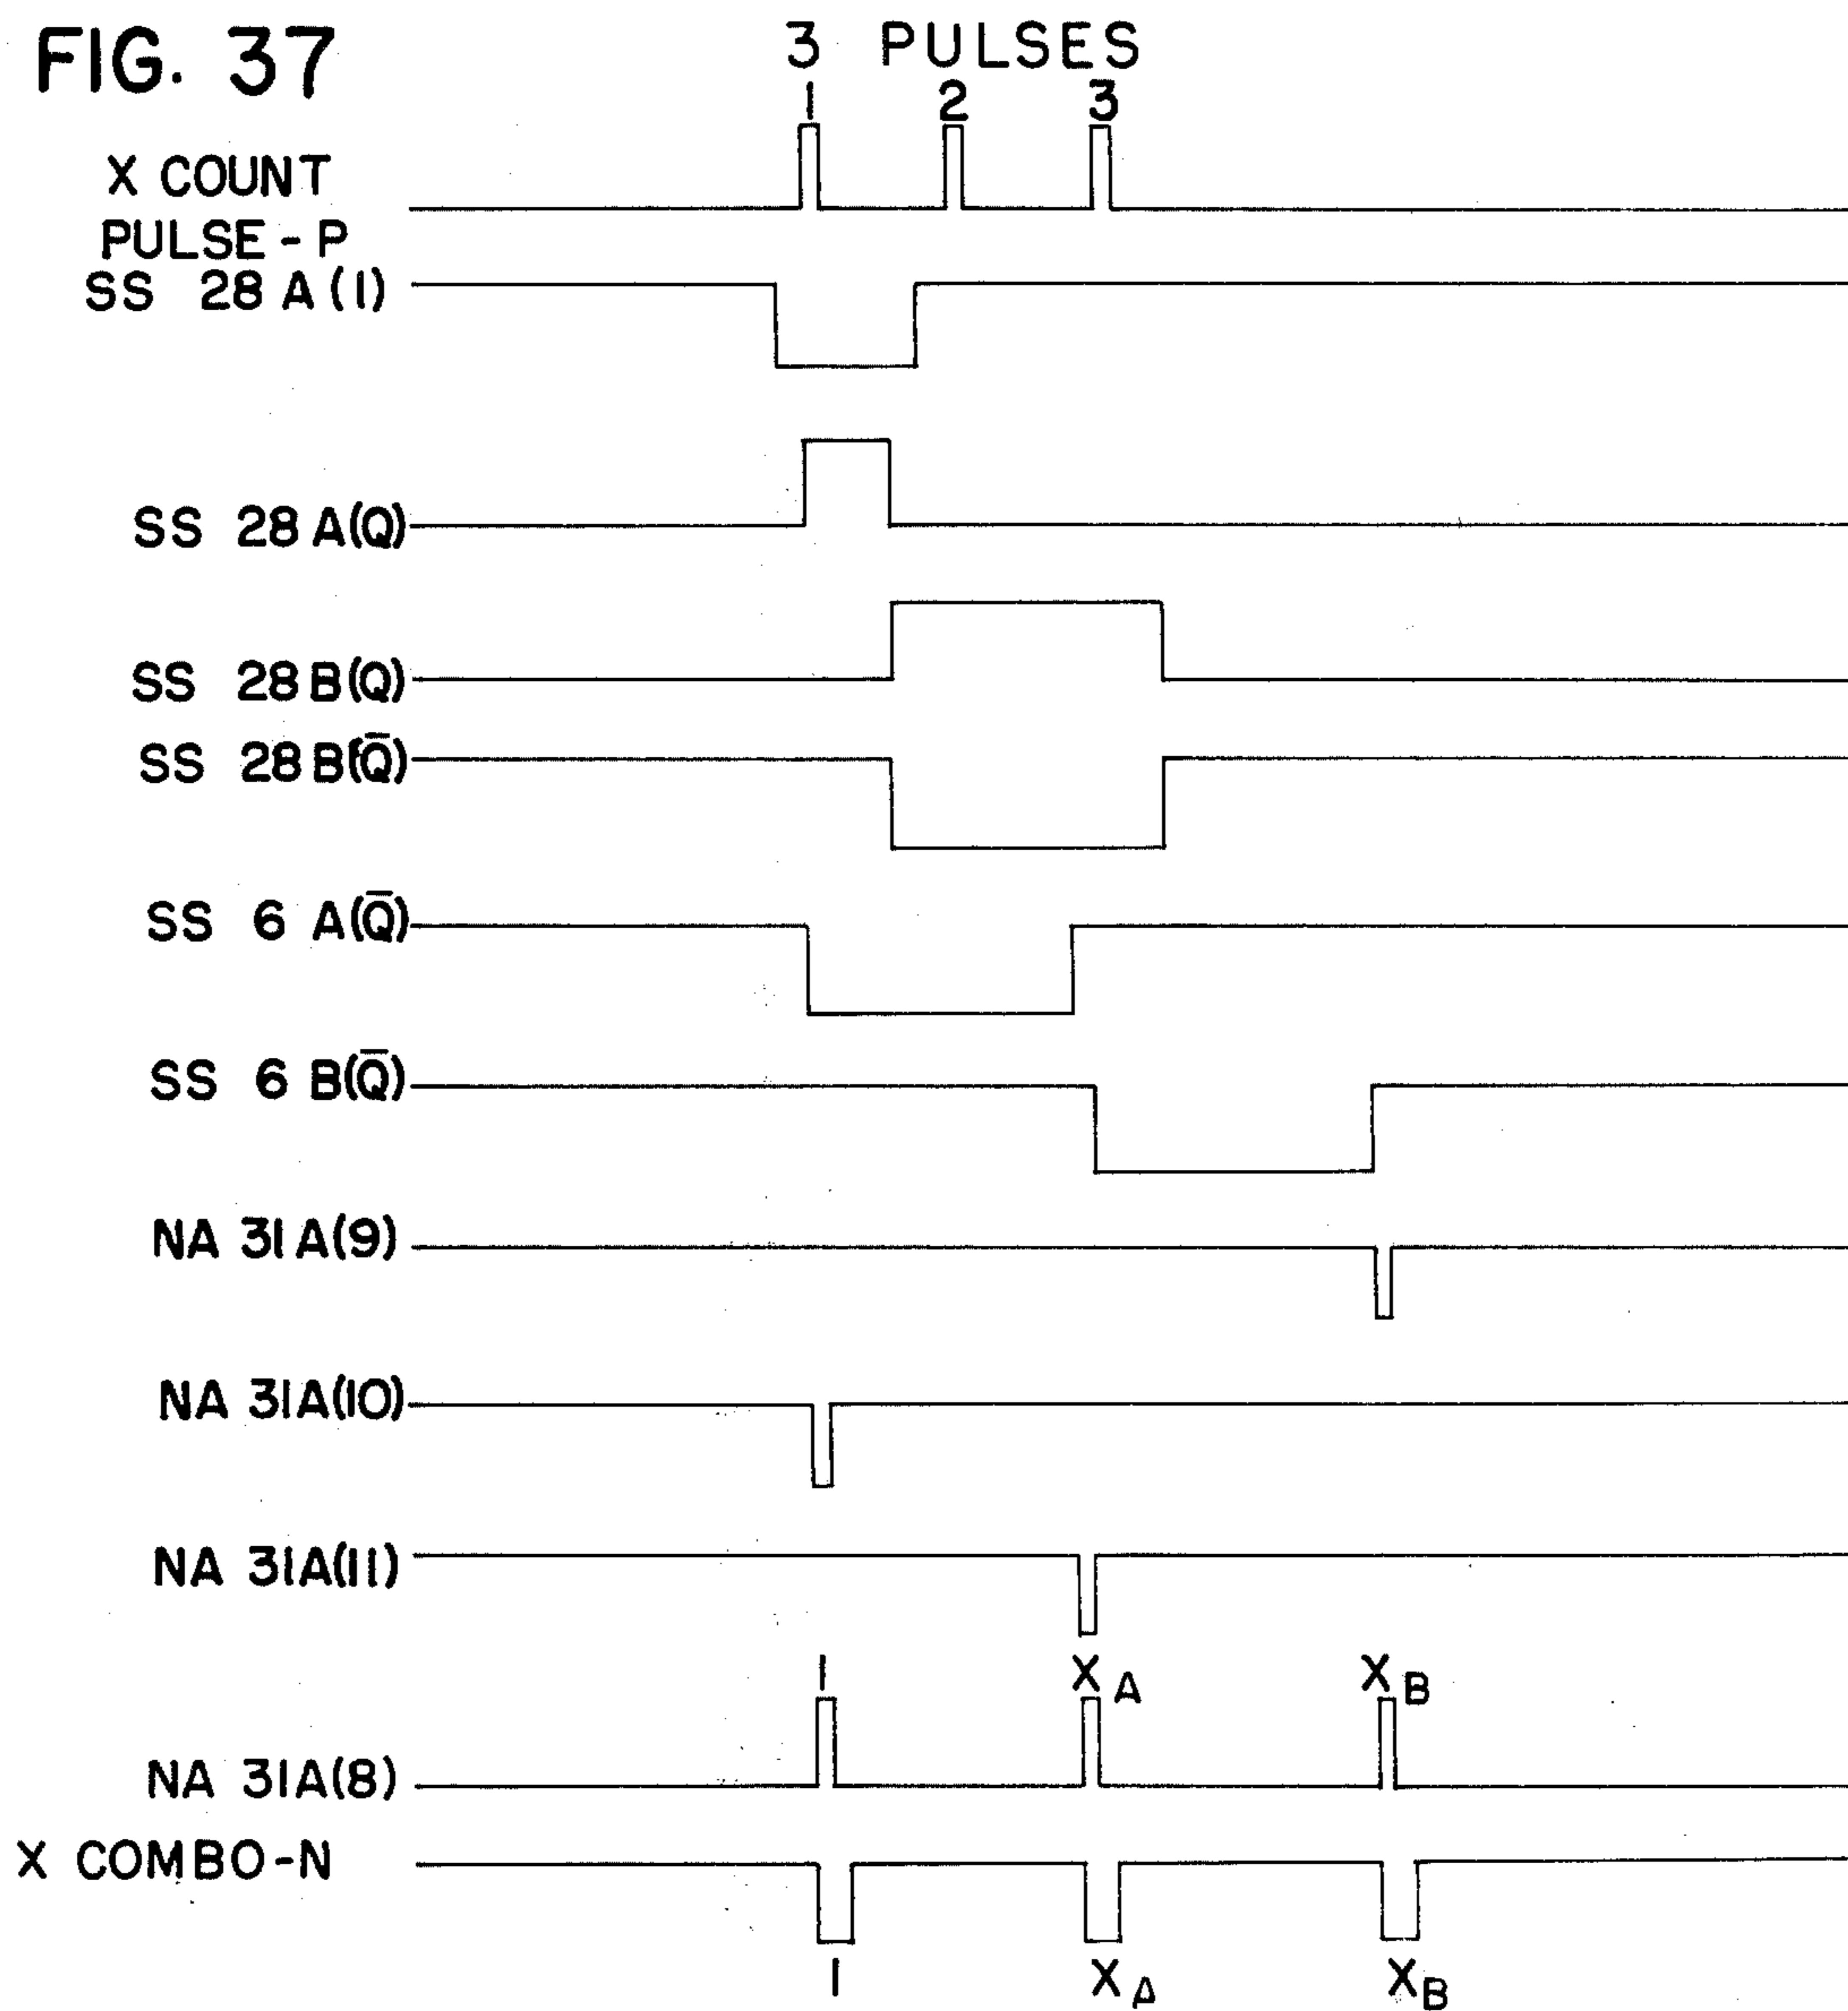 FIG. 37
3 PULSES
1 2 3
X COUNT
PULSE - P
SS 28 A (1)
SS 28 A(Q)
SS 28 B(Q)
SS 28 B(Q̅)
SS 6 A(Q̅)
SS 6 B(Q̅)
NA 31A(9)
NA 31A(10)
NA 31A(11)
1 XA XB
NA 31A(8)
X COMBO-N
1 XA XB